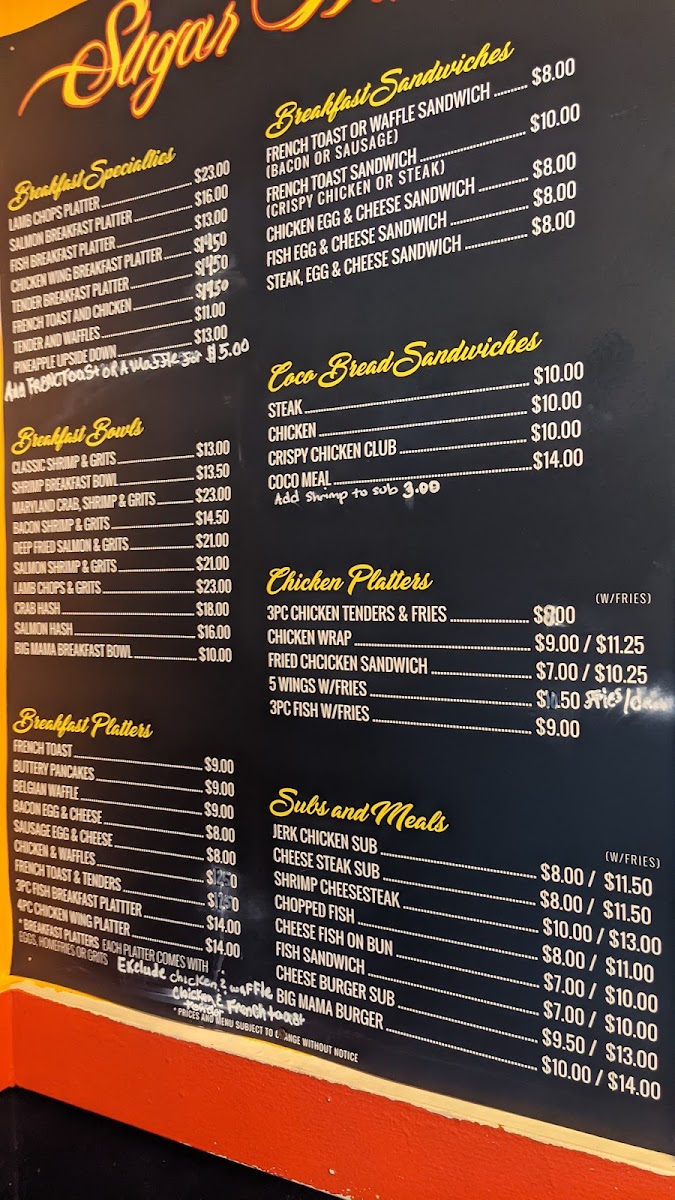 Sugar
Breakfast Specialties
LAMB CHOPS PLATTER $23.00
SALMON BREAKFAST PLATTER $16.00
FISH BREAKFAST PLATTER $13.00
CHICKEN WING BREAKFAST PLATTER $14.50
TENDER BREAKFAST PLATTER $14.50
FRENCH TOAST AND CHICKEN
TENDER AND WAFFLES $11.00
PINEAPPLE UPSIDE DOWN $13.00
Add French Toast OR A Waffle for $5.00
Breakfast Bowls
CLASSIC SHRIMP & GRITS $13.00
SHRIMP BREAKFAST BOWL $13.50
MARYLAND CRAB, SHRIMP & GRITS $23.00
BACON SHRIMP & GRITS $14.50
DEEP FRIED SALMON & GRITS $21.00
SALMON SHRIMP & GRITS $21.00
LAMB CHOPS & GRITS $23.00
CRAB HASH $18.00
SALMON HASH $16.00
BIG MAMA BREAKFAST BOWL $10.00
Breakfast Platters
FRENCH TOAST $9.00
BUTTERY PANCAKES $9.00
BELGIAN WAFFLE $9.00
BACON EGG & CHEESE $8.00
SAUSAGE EGG & CHEESE $8.00
CHICKEN & WAFFLES
FRENCH TOAST & TENDERS
3PC FISH BREAKFAST PLATTTER $14.00
4PC CHICKEN WING PLATTER $14.00
* BREAKFAST PLATTERS EACH PLATTER COMES WITH
EGGS, HOMEFRIES OR GRITS
Exclude chicken & waffle
Chicken & French toast
* PRICES AND MENU SUBJECT TO CHANGE WITHOUT NOTICE
Breakfast Sandwiches
FRENCH TOAST OR WAFFLE SANDWICH $8.00
(BACON OR SAUSAGE)
FRENCH TOAST SANDWICH $10.00
(CRISPY CHICKEN OR STEAK)
CHICKEN EGG & CHEESE SANDWICH $8.00
FISH EGG & CHEESE SANDWICH $8.00
STEAK, EGG & CHEESE SANDWICH $8.00
Coco Bread Sandwiches
STEAK $10.00
CHICKEN $10.00
CRISPY CHICKEN CLUB $10.00
COCO MEAL $14.00
Add shrimp to sub 3.00
Chicken Platters
(W/FRIES)
3PC CHICKEN TENDERS & FRIES $8.00
CHICKEN WRAP $9.00 / $11.25
FRIED CHCICKEN SANDWICH $7.00 / $10.25
5 WINGS W/FRIES fries/
3PC FISH W/FRIES $9.00
Subs and Meals
(W/FRIES)
JERK CHICKEN SUB $8.00 / $11.50
CHEESE STEAK SUB $8.00 / $11.50
SHRIMP CHEESESTEAK $10.00 / $13.00
CHOPPED FISH $8.00 / $11.00
CHEESE FISH ON BUN $7.00 / $10.00
FISH SANDWICH $7.00 / $10.00
CHEESE BURGER SUB $9.50 / $13.00
BIG MAMA BURGER $10.00 / $14.00